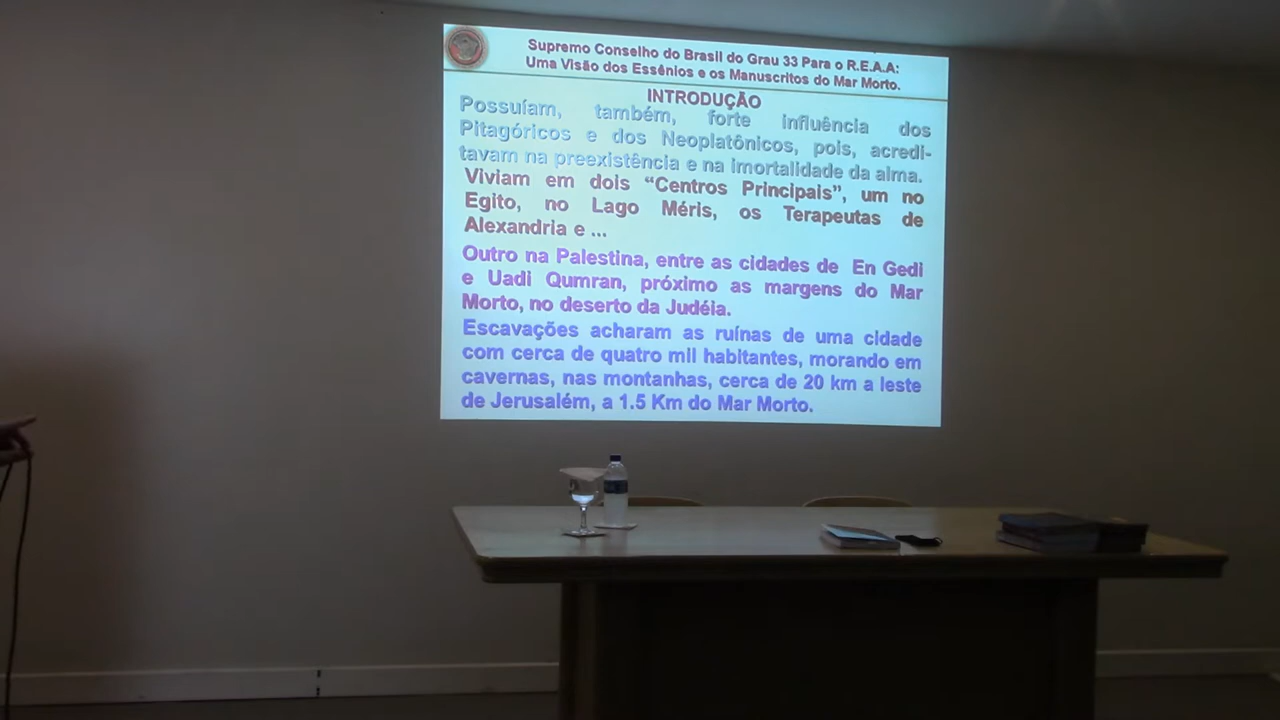 Supremo Conselho do Brasil do Grau 33 Para o R.E.A.A:
Uma Visão dos Essênios e os Manuscritos do Mar Morto.
INTRODUÇÃO
Possuíam, também, forte influência dos
Pitagóricos e dos Neoplatônicos, pois, acredi-
tavam na preexistência e na imortalidade da alma.
Viviam em dois “Centros Principais”, um no
Egito, no Lago Méris, os Terapeutas de
Alexandria e ...
Outro na Palestina, entre as cidades de En Gedi
e Uadi Qumran, próximo as margens do Mar
Morto, no deserto da Judéia.
Escavações acharam as ruínas de uma cidade
com cerca de quatro mil habitantes, morando em
cavernas, nas montanhas, cerca de 20 km a leste
de Jerusalém, a 1.5 Km do Mar Morto.